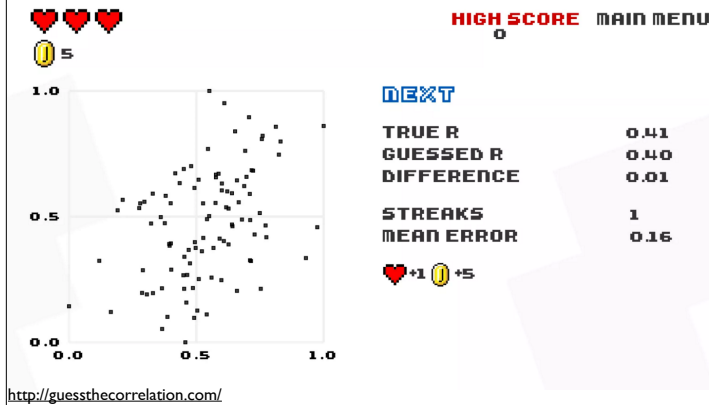 HIGH SCORE MAIN MENU
0
5
NEXT
TRUE R 0.41
GUESSED R 0.40
DIFFERENCE 0.01
STREAKS 1
MEAN ERROR 0.16
+1 +5
1.0
0.5
0.0
0.0 0.5 1.0
http://guessthecorrelation.com/